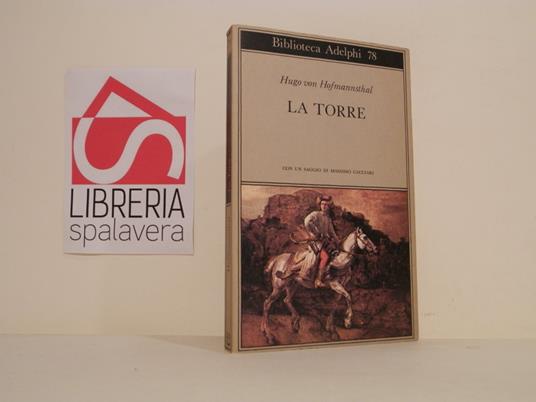 LIBRERIA
spalavera
Biblioteca Adelphi 78
Hugo von Hofmannsthal
LA TORRE
CON UN SAGGIO DI MASSIMO CACCIARI